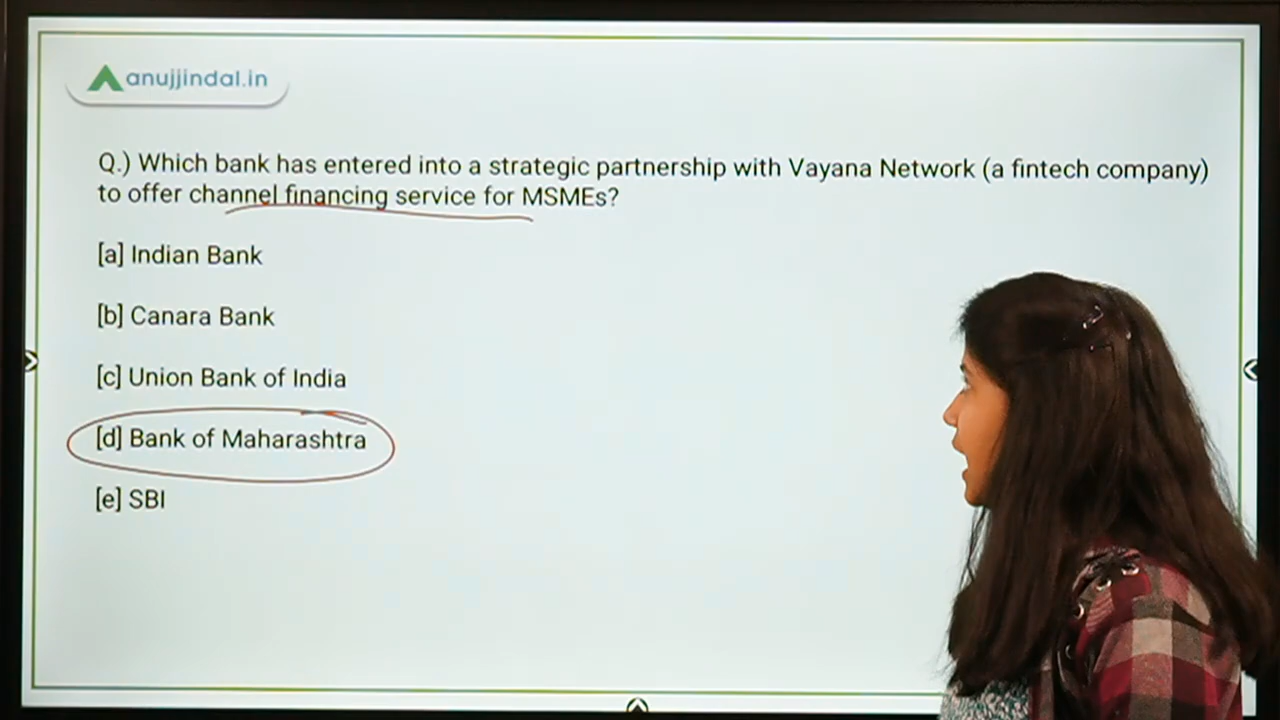 anujjindal.in
Q.) Which bank has entered into a strategic partnership with Vayana Network (a fintech company)
to offer channel financing service for MSMEs?
[a] Indian Bank
[b] Canara Bank
[c] Union Bank of India
[d] Bank of Maharashtra
[e] SBI